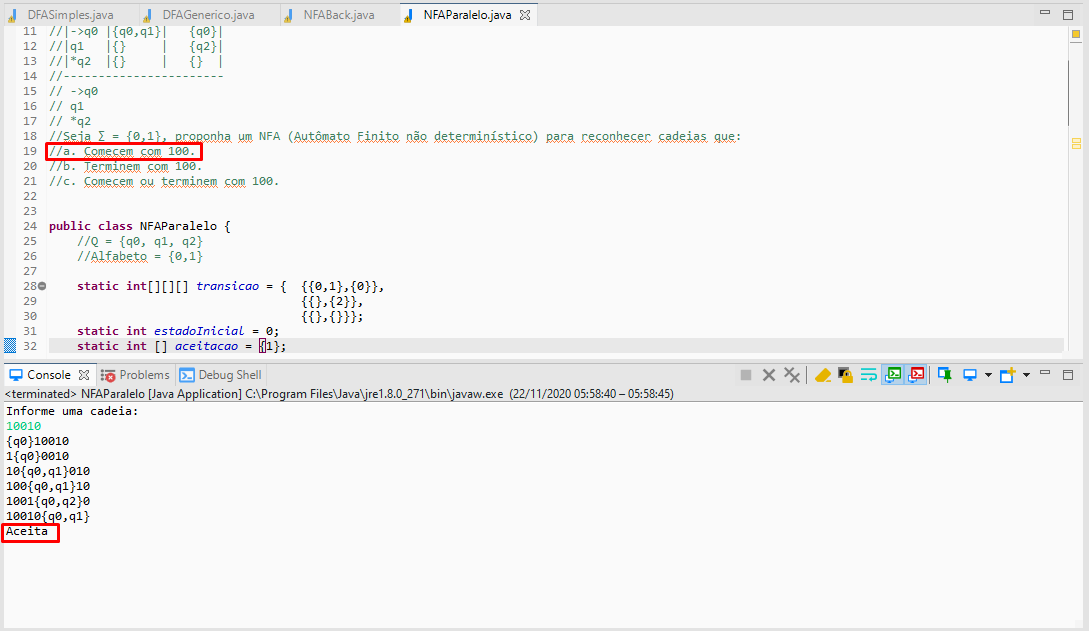 DFASimples.java DFAGenerico.java NFABack.java NFAParalelo.java
11 //|->q0 |{q0,q1}|   {q0}|
12 //|q1   |{}     |   {q2}|
13 //|*q2  |{}     |   {}  |
14 //-----------------------
15 // ->q0
16 // q1
17 // *q2
18 //Seja Σ = {0,1}, proponha um NFA (Autômato Finito não determinístico) para reconhecer cadeias que:
19 //a. Comecem com 100.
20 //b. Terminem com 100.
21 //c. Comecem ou terminem com 100.
22
23
24 public class NFAParalelo {
25     //Q = {q0, q1, q2}
26     //Alfabeto = {0,1}
27
28     static int[][][] transicao = {  {{0,1},{0}},
29                                     {{},{2}},
30                                     {{},{}}};
31     static int estadoInicial = 0;
32     static int [] aceitacao = {1};
Console Problems Debug Shell
<terminated> NFAParalelo [Java Application] C:\Program Files\Java\jre1.8.0_271\bin\javaw.exe (22/11/2020 05:58:40 – 05:58:45)
Informe uma cadeia:
10010
{q0}10010
1{q0}0010
10{q0,q1}010
100{q0,q1}10
1001{q0,q2}0
10010{q0,q1}
Aceita